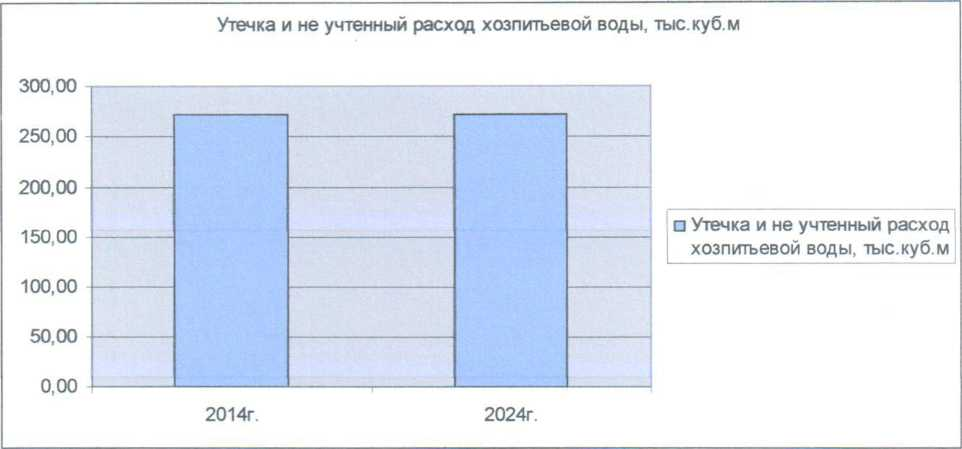 Утечка и не учтенный расход хозпитьевой воды, тыс.куб.м
300,00
250,00
200,00
150,00
100,00
50,00
0,00
2014г.
2024г.
Утечка и не учтенный расход
хозпитьевой воды, тыс.куб.м